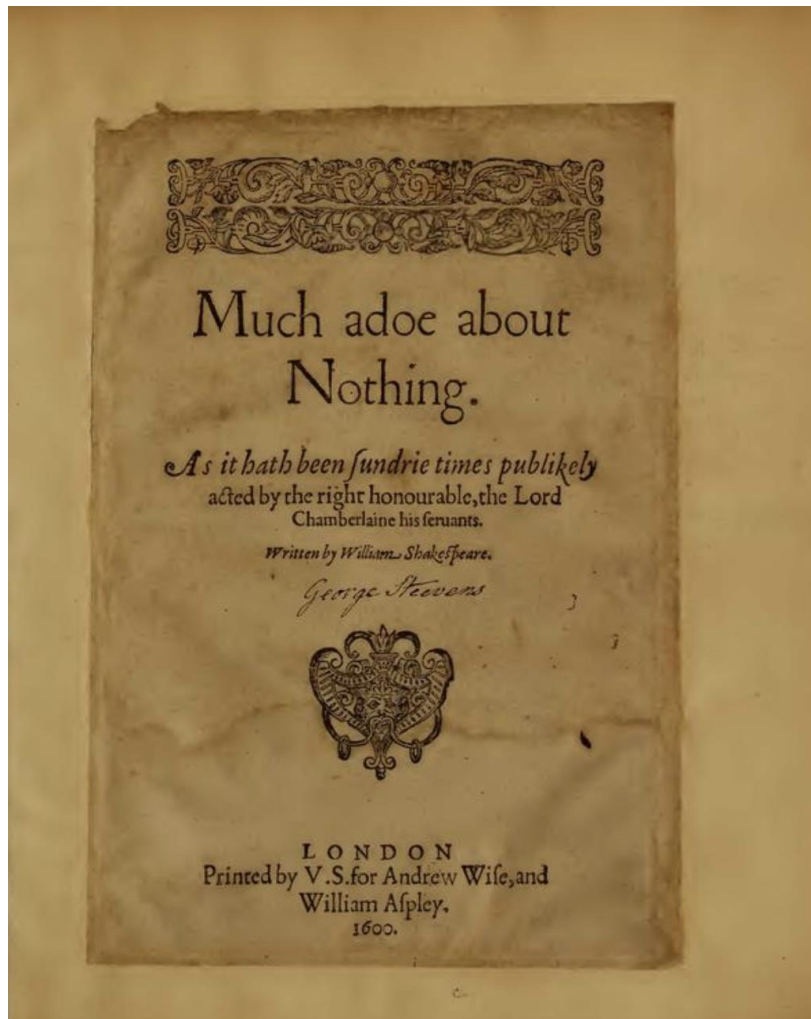 Much adoe about
Nothing.
As it hath been ſundrie times publikely
acted by the right honourable, the Lord
Chamberlaine his ſeruants.
Written by William Shakeſpeare.
George Steevens
LONDON
Printed by V.S. for Andrew Wiſe, and
William Aſpley.
1600.